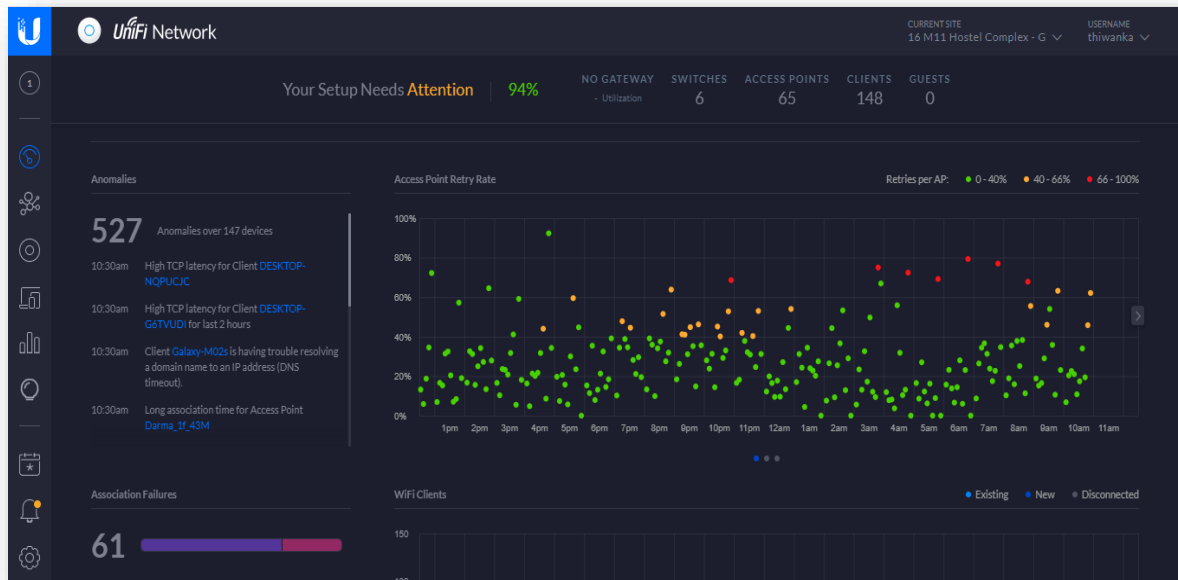 UniFi Network
CURRENT SITE
16 M11 Hostel Complex - G
USERNAME
thiwanka
1
Your Setup Needs Attention
94%
NO GATEWAY
- Utilization
SWITCHES
6
ACCESS POINTS
65
CLIENTS
148
GUESTS
0
Anomalies
527 Anomalies over 147 devices
10:30am High TCP latency for Client DESKTOP-
NQPUCJC
10:30am High TCP latency for Client DESKTOP-
G6TVUDI for last 2 hours
10:30am Client Galaxy-M02s is having trouble resolving
a domain name to an IP address (DNS
timeout).
10:30am Long association time for Access Point
Darma_1f_43M
Access Point Retry Rate
Retries per AP: 0 - 40% 40 - 66% 66 - 100%
100%
80%
60%
40%
20%
0%
1pm 2pm 3pm 4pm 5pm 6pm 7pm 8pm 9pm 10pm 11pm 12am 1am 2am 3am 4am 5am 6am 7am 8am 9am 10am 11am
Association Failures
61
WiFi Clients
Existing New Disconnected
150